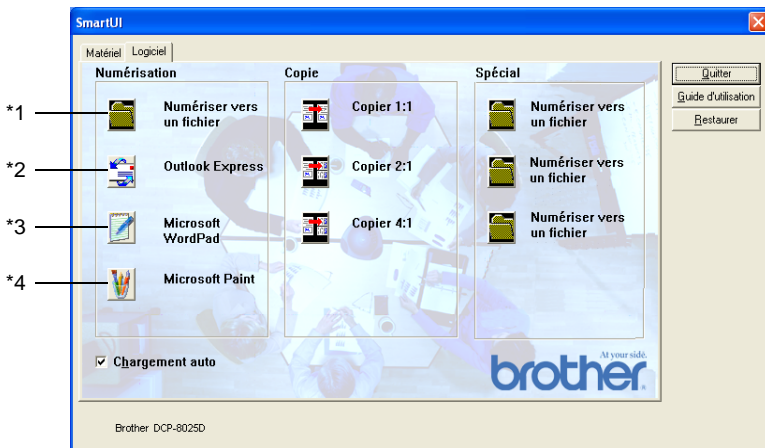 SmartUI
Matériel Logiciel
Numérisation
*1 Numériser vers
un fichier
*2 Outlook Express
*3 Microsoft
WordPad
*4 Microsoft Paint
Copie
Copier 1:1
Copier 2:1
Copier 4:1
Spécial
Numériser vers
un fichier
Numériser vers
un fichier
Numériser vers
un fichier
Quitter
Guide d'utilisation
Restaurer
Chargement auto
At your side.
brother®
Brother DCP-8025D